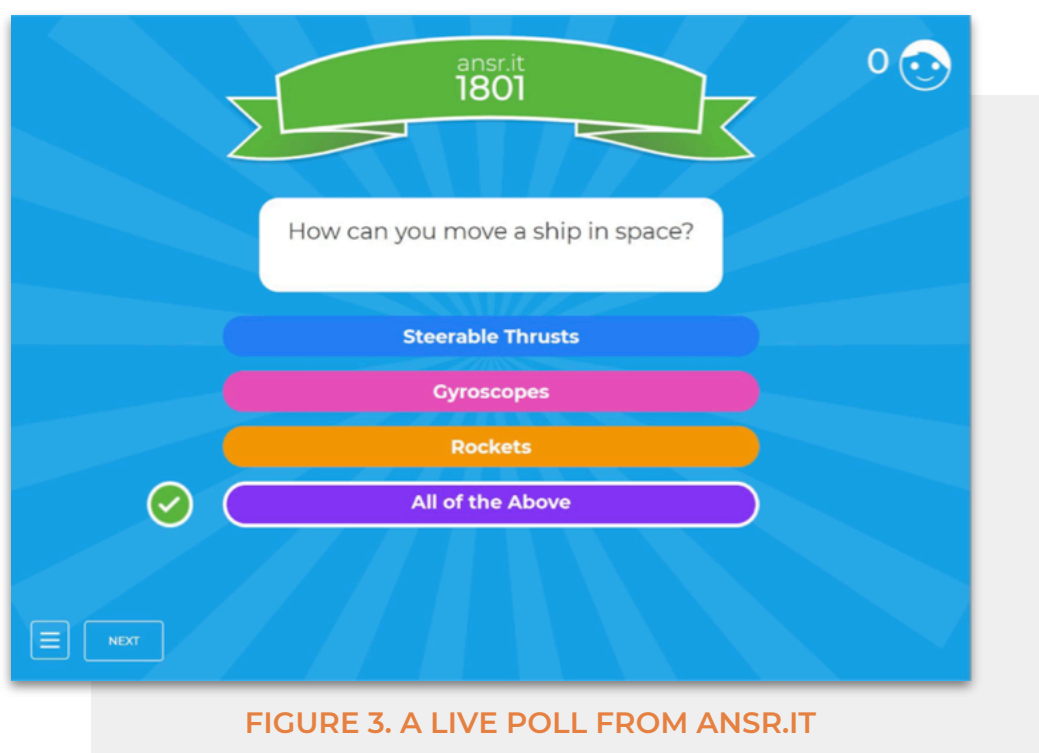 ansr.it
1801
0
How can you move a ship in space?
Steerable Thrusts
Gyroscopes
Rockets
All of the Above
NEXT
FIGURE 3. A LIVE POLL FROM ANSR.IT